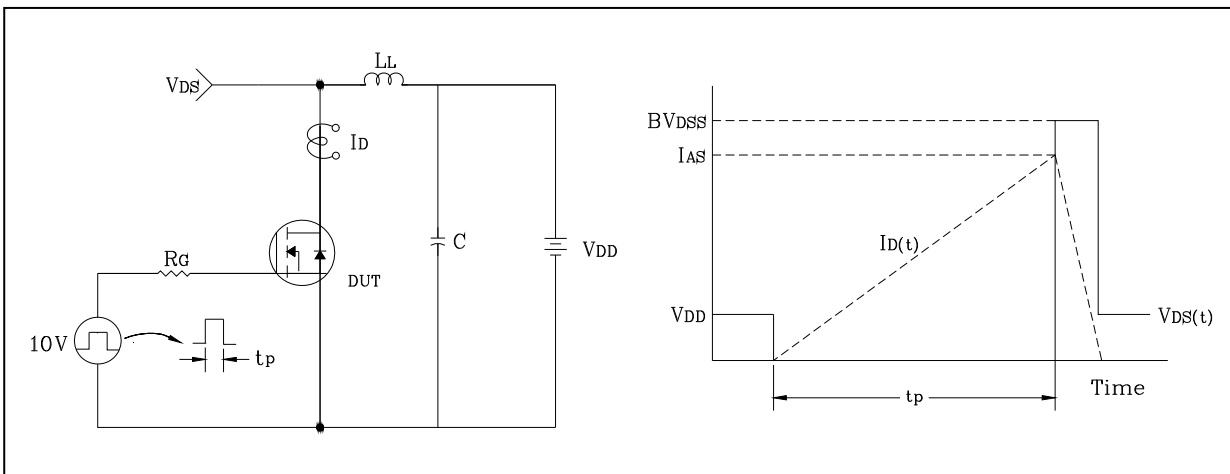 LL
VDS
ID
RG
DUT
C
VDD
10V
tp
BVDSS
IAS
ID(t)
VDD
VDS(t)
Time
tp